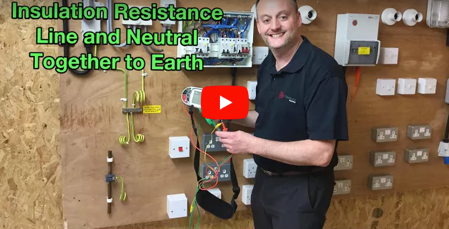 Insulation Resistance
Line and Neutral
Together to Earth